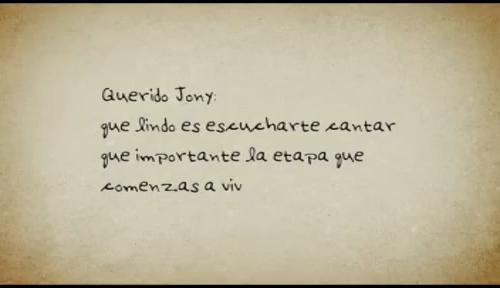 Querido Jony:
que lindo es escucharte cantar
que importante la etapa que
comenzas a viv